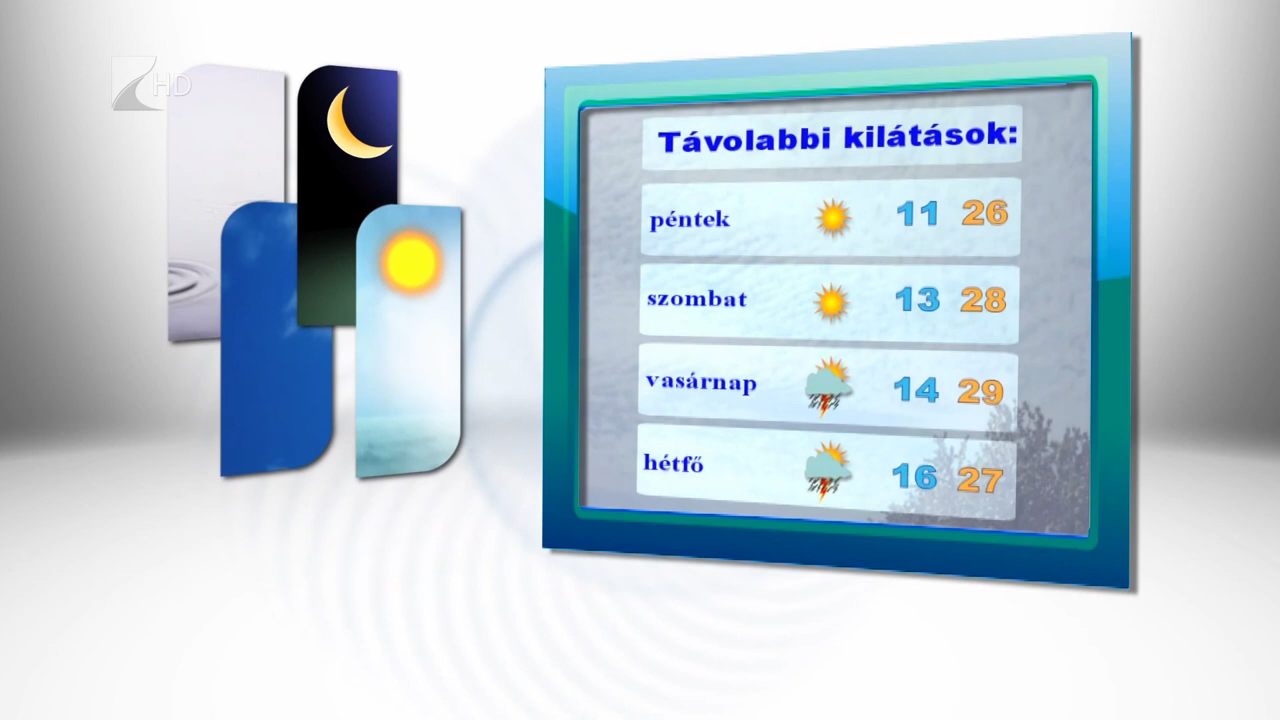 HD
Távolabbi kilátások:
péntek 11 26
szombat 13 28
vasárnap 14 29
hétfő 16 27